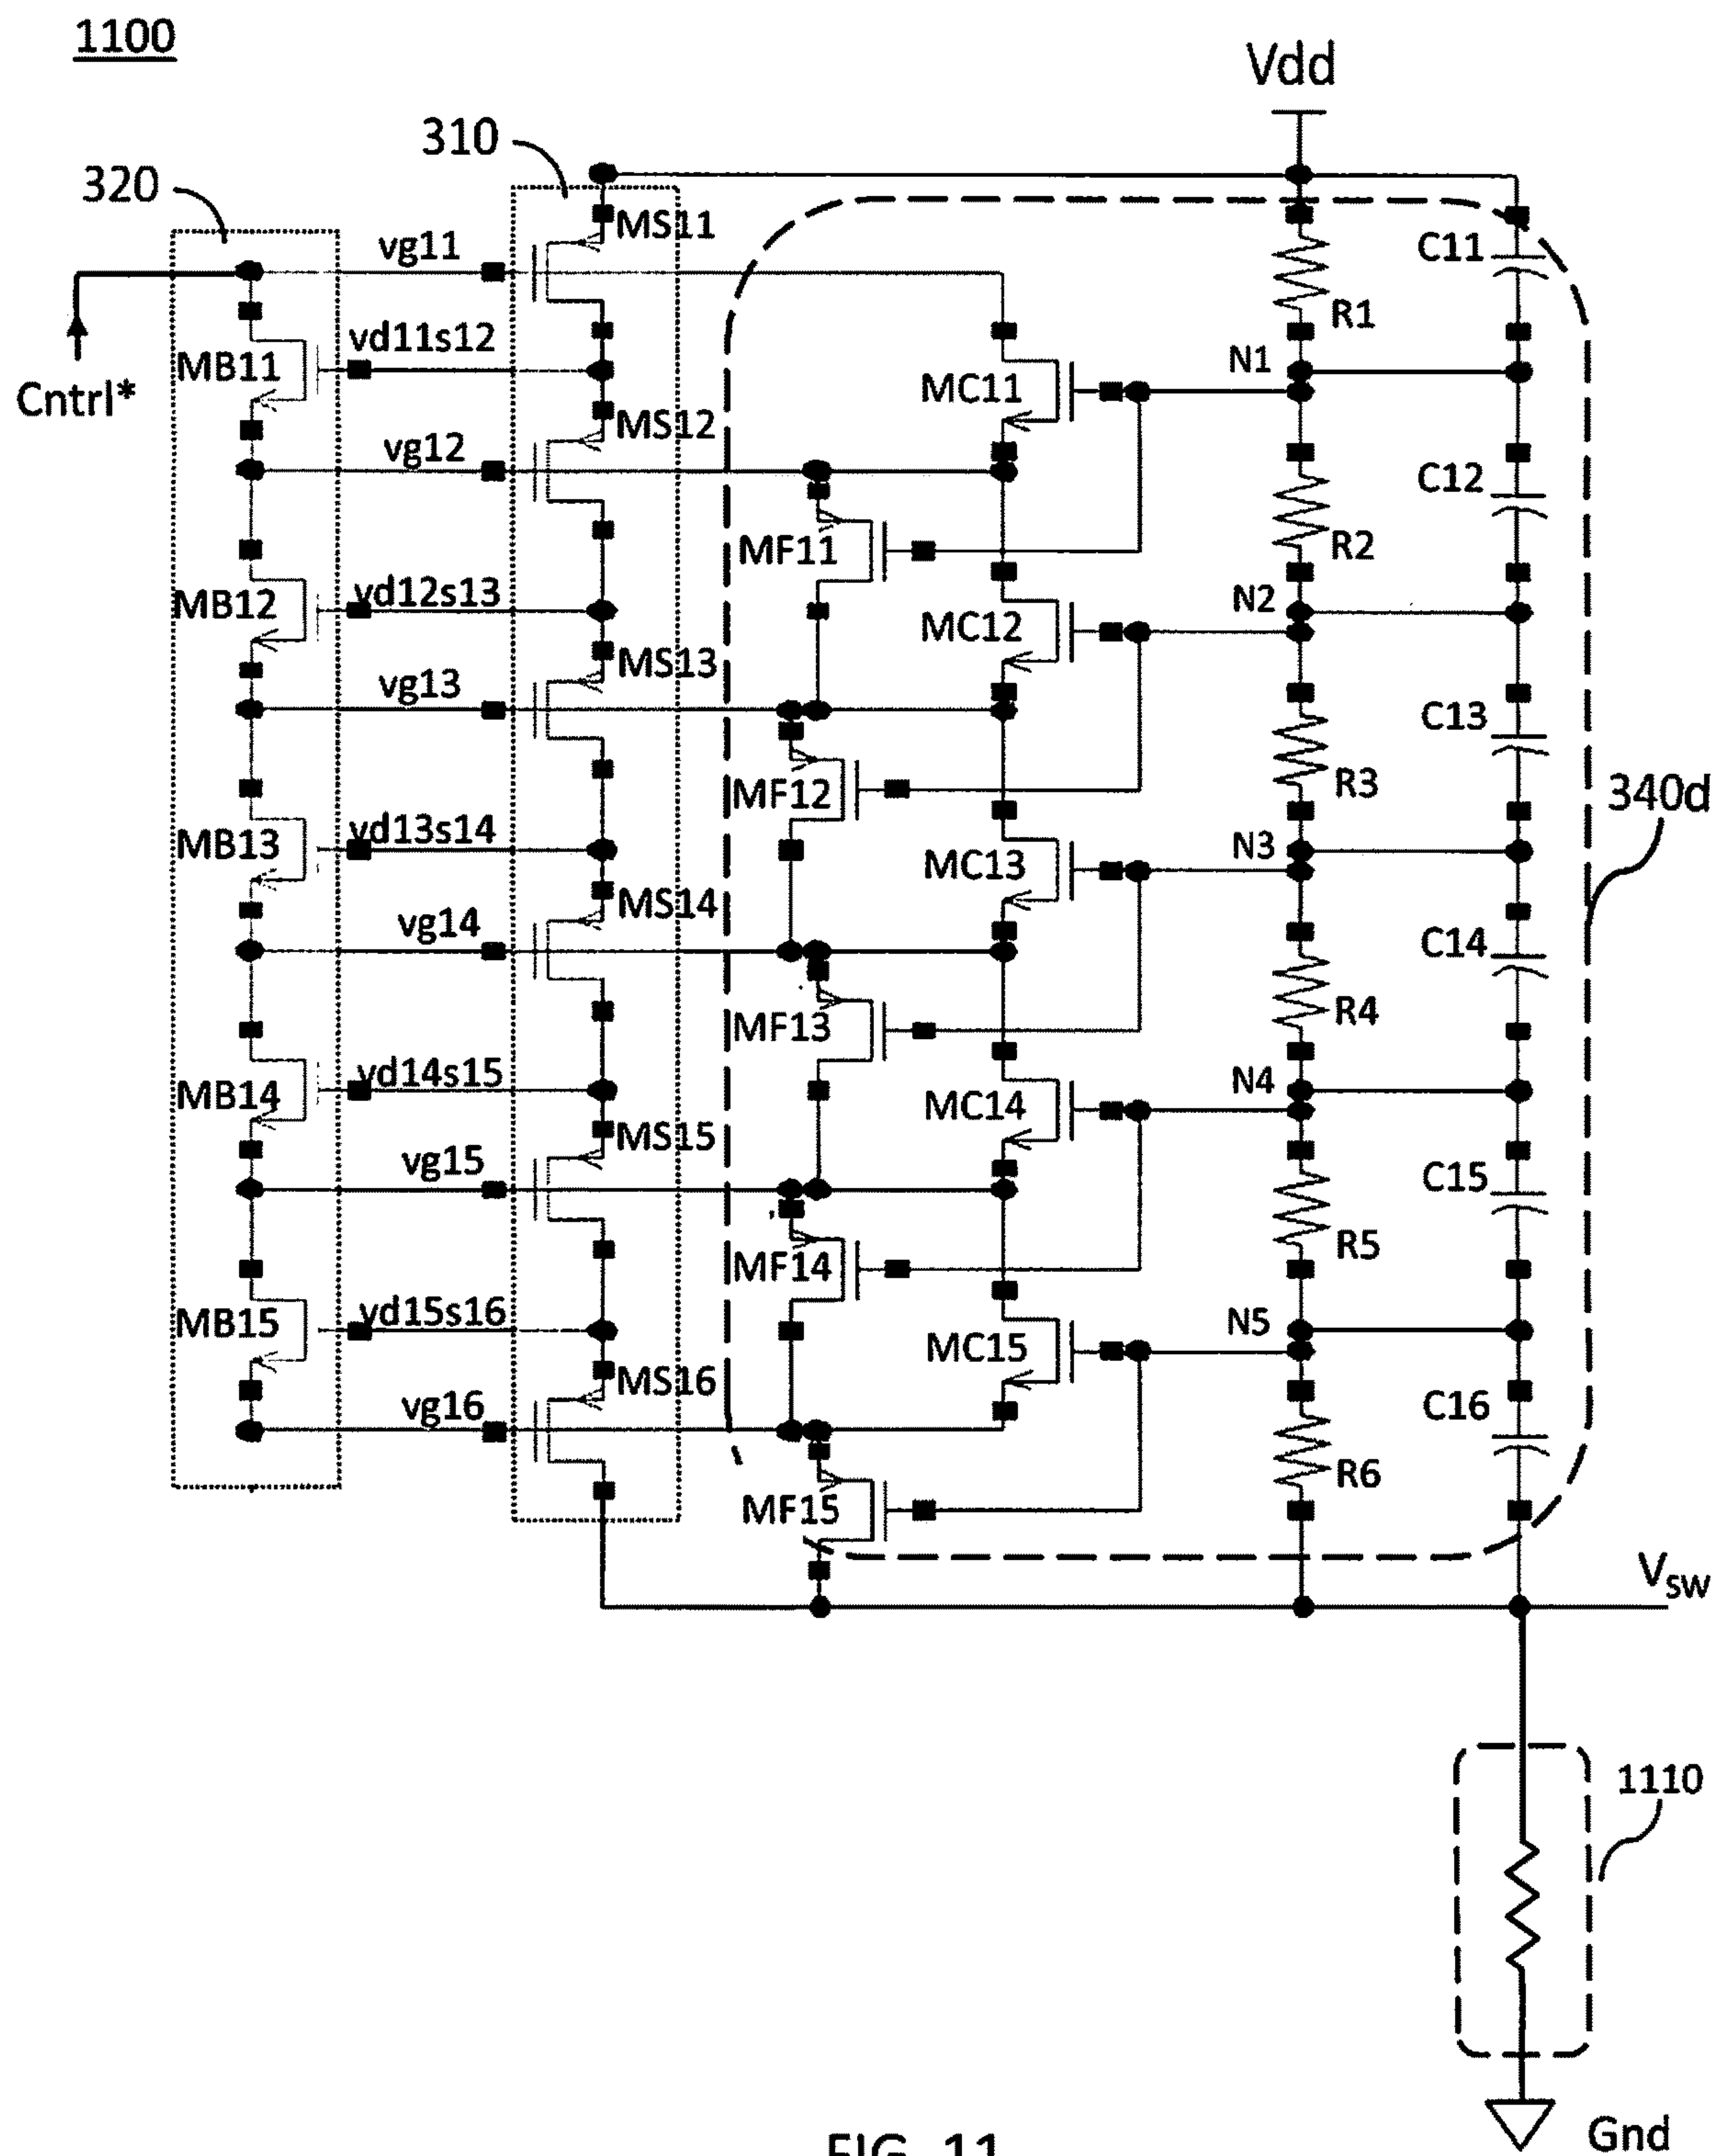 1100
Vdd
310
320
MS11
vg11
C11
R1
vd11s12
MB11
N1
Cntrl*
MC11
MS12
vg12
C12
MF11
R2
vd12s13
MB12
N2
MC12
MS13
vg13
C13
MF12
R3
340d
vd13s14
MB13
N3
MC13
MS14
vg14
C14
MF13
R4
vd14s15
MB14
N4
MC14
MS15
vg15
C15
MF14
R5
vd15s16
MB15
N5
MC15
MS16
vg16
C16
R6
MF15
VSW
1110
Gnd
FIG. 11